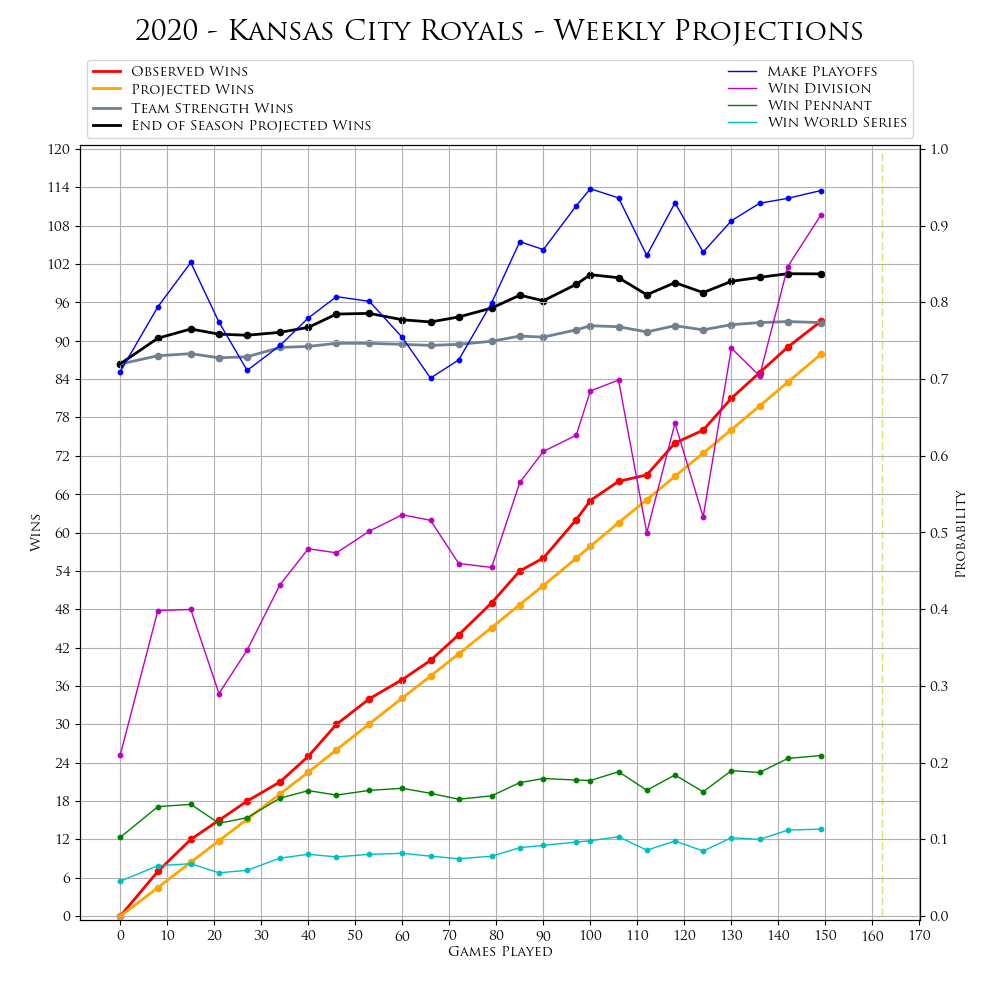 2020 - Kansas City Royals - Weekly Projections
Observed Wins
Projected Wins
Team Strength Wins
End of Season Projected Wins
Make Playoffs
Win Division
Win Pennant
Win World Series
120
114
108
102
96
90
84
78
72
66
60
54
48
42
36
30
24
18
12
6
0
Wins
1.0
0.9
0.8
0.7
0.6
0.5
0.4
0.3
0.2
0.1
0.0
Probability
0 10 20 30 40 50 60 70 80 90 100 110 120 130 140 150 160 170
Games Played